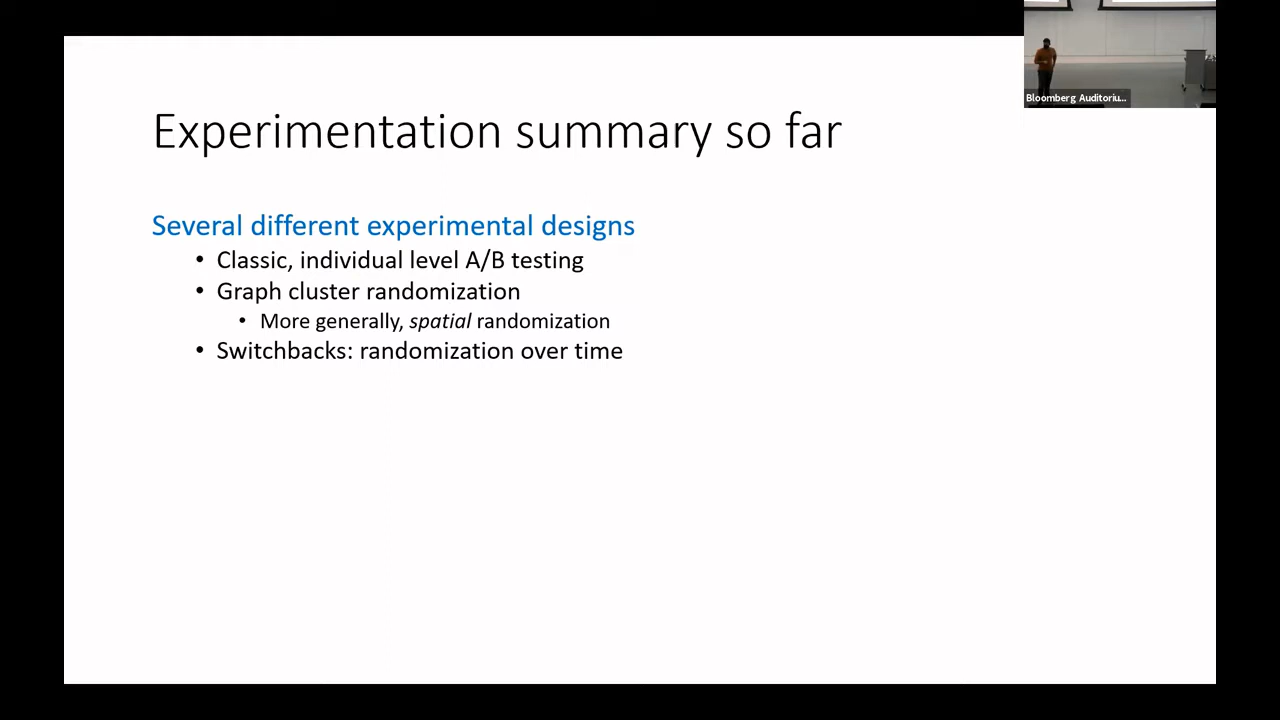 Experimentation summary so far
Several different experimental designs
• Classic, individual level A/B testing
• Graph cluster randomization
• More generally, spatial randomization
• Switchbacks: randomization over time
Bloomberg Auditoriu...